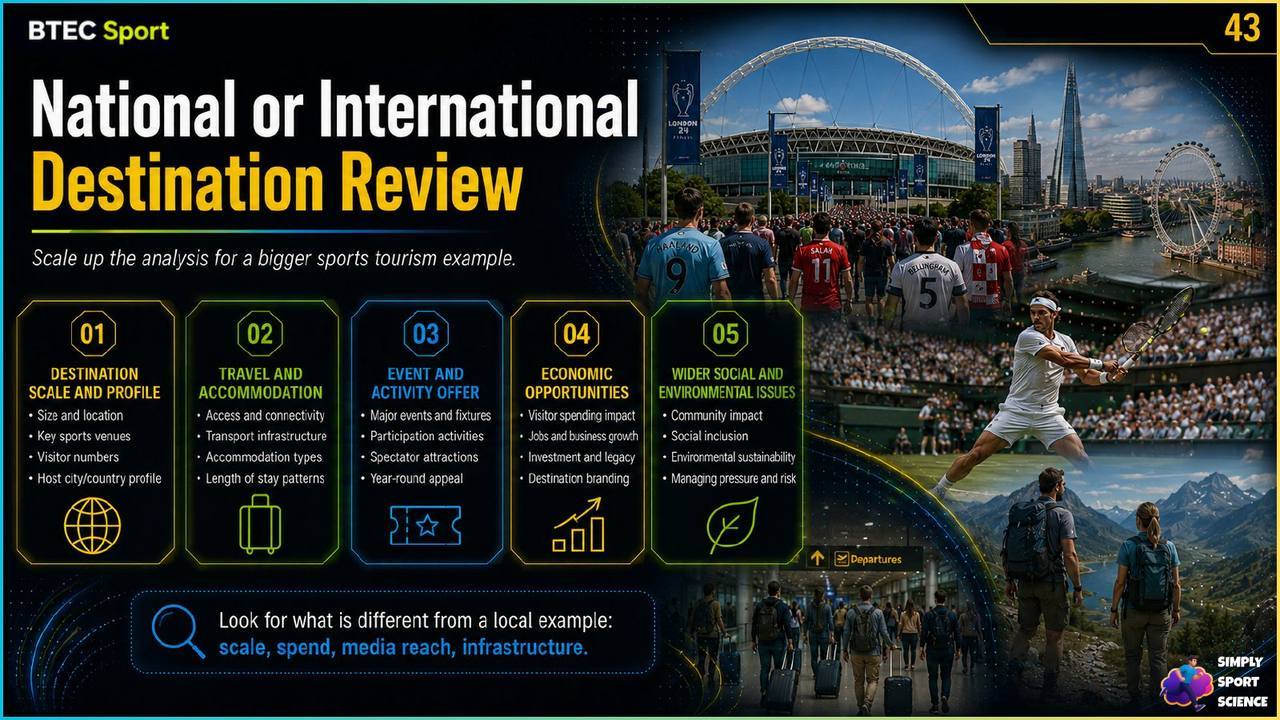 BTEC Sport
43
National or International
Destination Review
Scale up the analysis for a bigger sports tourism example.
01
DESTINATION
SCALE AND PROFILE
• Size and location
• Key sports venues
• Visitor numbers
• Host city/country profile
02
TRAVEL AND
ACCOMMODATION
• Access and connectivity
• Transport infrastructure
• Accommodation types
• Length of stay patterns
03
EVENT AND
ACTIVITY OFFER
• Major events and fixtures
• Participation activities
• Spectator attractions
• Year-round appeal
04
ECONOMIC
OPPORTUNITIES
• Visitor spending impact
• Jobs and business growth
• Investment and legacy
• Destination branding
05
WIDER SOCIAL AND
ENVIRONMENTAL ISSUES
• Community impact
• Social inclusion
• Environmental sustainability
• Managing pressure and risk
Look for what is different from a local example:
scale, spend, media reach, infrastructure.
LONDON
24
LONDON
24
HAALAND
9
SALAH
11
BELLINGHAM
5
Departures
SIMPLY
SPORT
SCIENCE